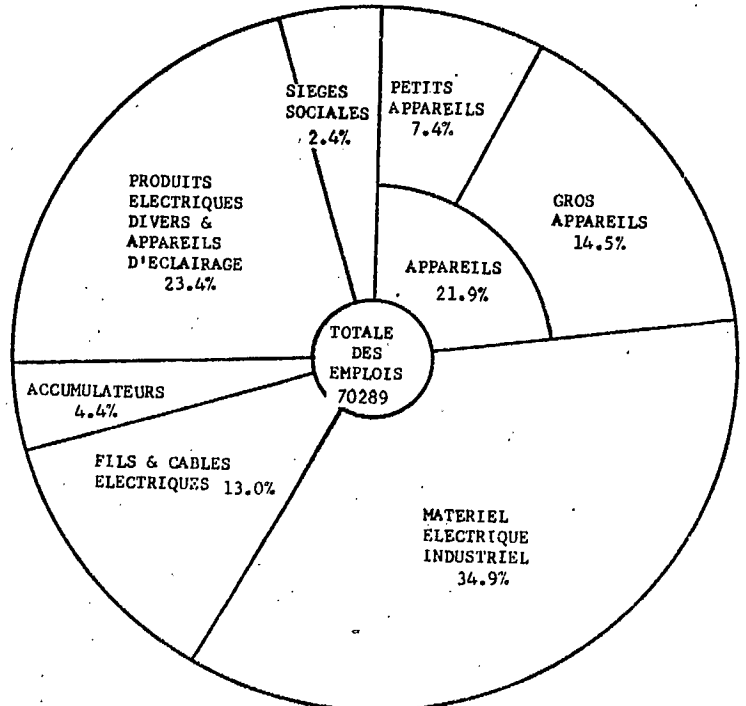 SIEGES
SOCIALES
2.4%
PETITS
APPAREILS
7.4%
GROS
APPAREILS
14.5%
APPAREILS
21.9%
PRODUITS
ELECTRIQUES
DIVERS &
APPAREILS
D'ECLAIRAGE
23.4%
TOTALE
DES
EMPLOIS
70289
ACCUMULATEURS
4.4%
FILS & CABLES
ELECTRIQUES 13.0%
MATERIEL
ELECTRIQUE
INDUSTRIEL
34.9%